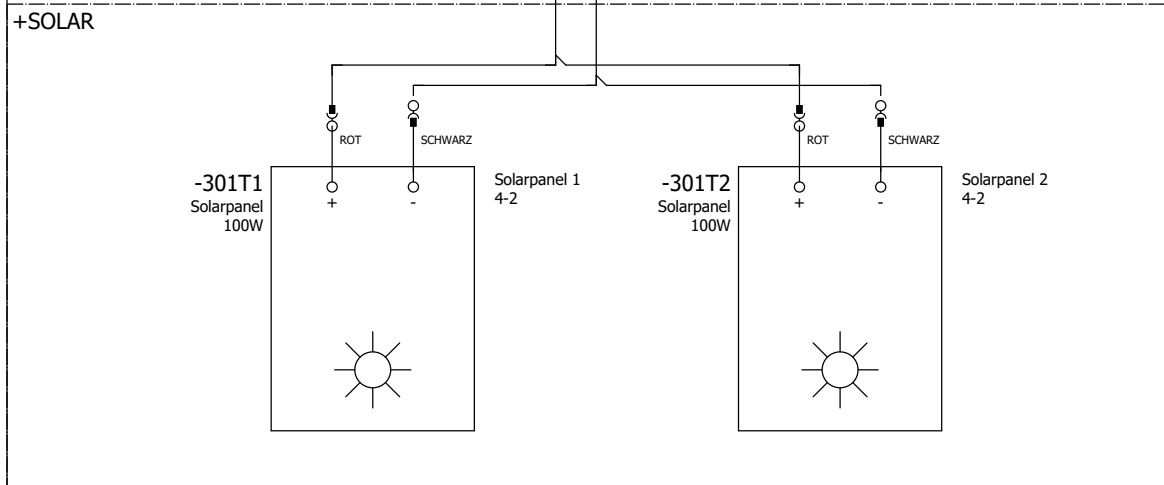 +SOLAR
ROT
SCHWARZ
ROT
SCHWARZ
-301T1
Solarpanel
100W
+
-
Solarpanel 1
4-2
-301T2
Solarpanel
100W
+
-
Solarpanel 2
4-2